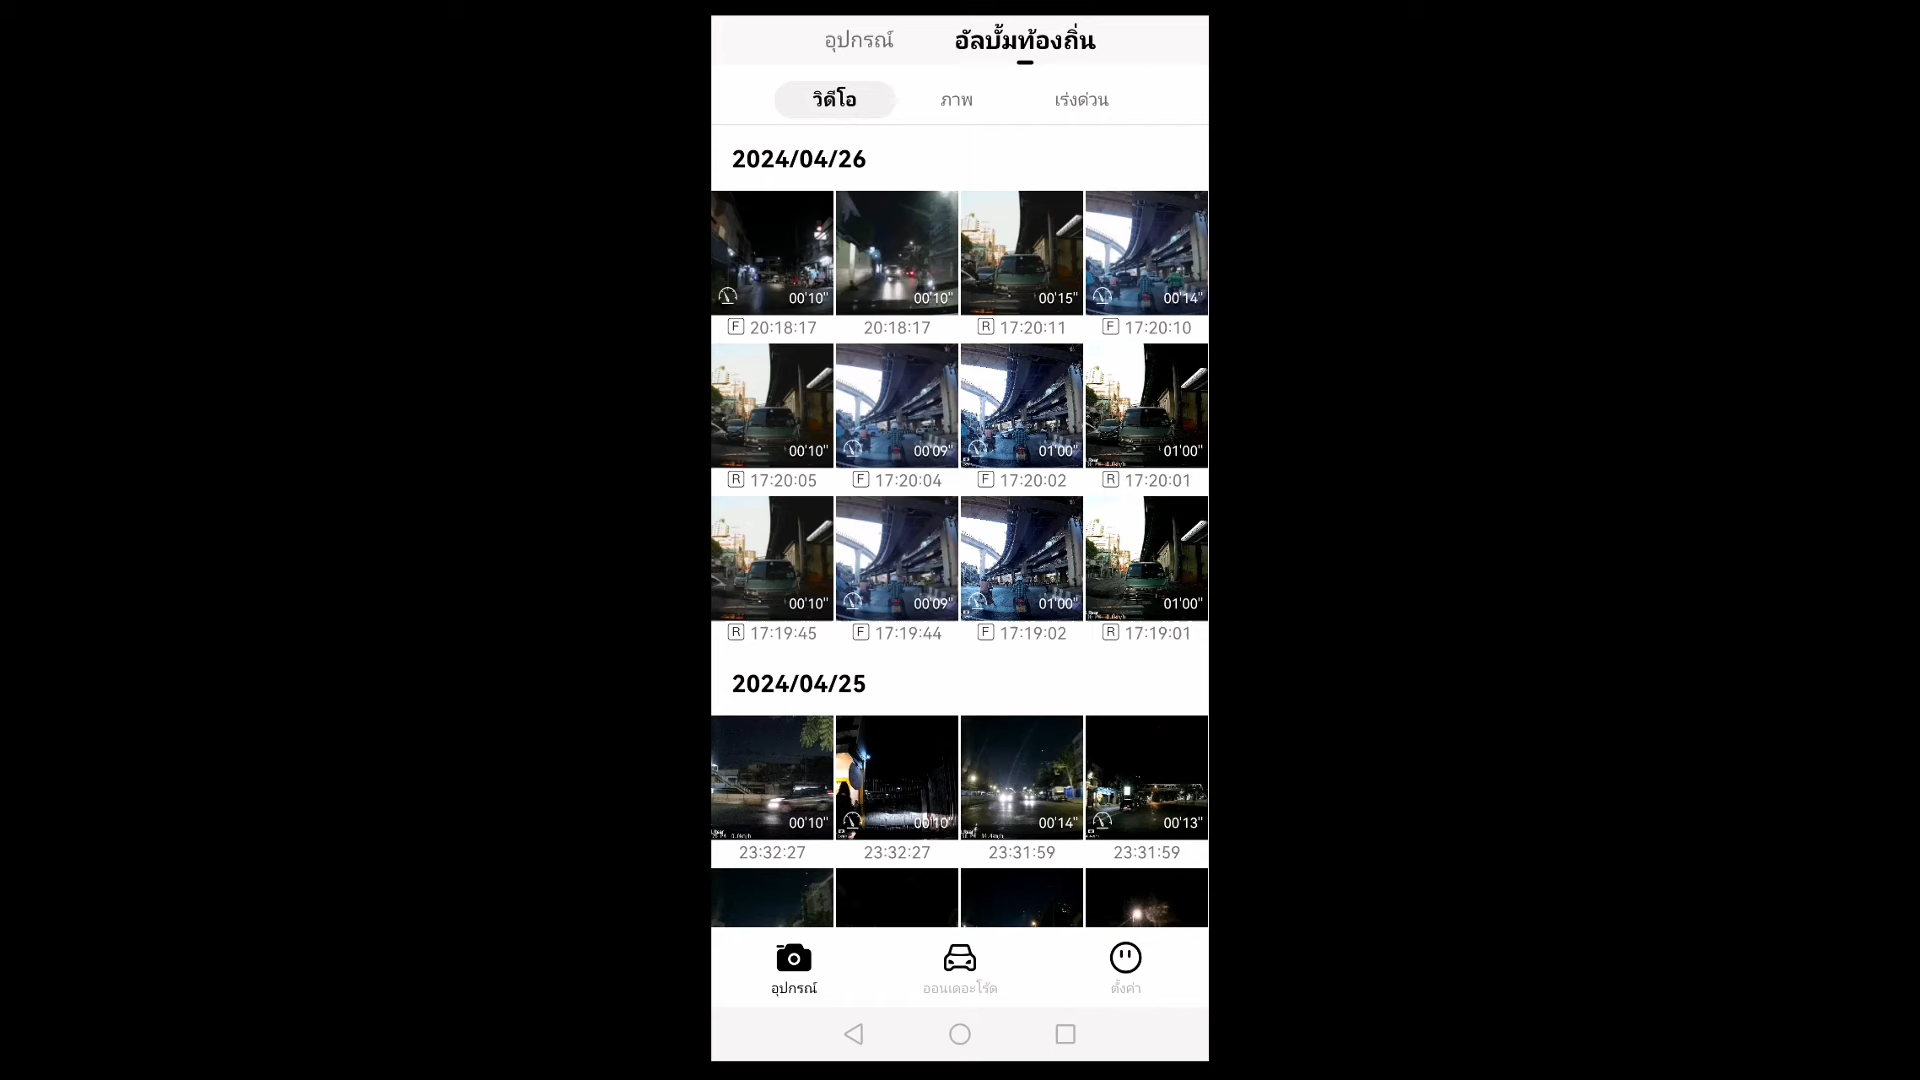 อุปกรณ์ อัลบั้มท้องถิ่น
วิดีโอ ภาพ เร่งด่วน
2024/04/26
00'10" 00'10" 00'15" 00'14"
F 20:18:17 20:18:17 R 17:20:11 F 17:20:10
00'10" 00'09" 01'00" 01'00"
R 17:20:05 F 17:20:04 F 17:20:02 R 17:20:01
00'10" 00'09" 01'00" 01'00"
R 17:19:45 F 17:19:44 F 17:19:02 R 17:19:01
2024/04/25
00'10" 00'10" 00'14" 00'13"
23:32:27 23:32:27 23:31:59 23:31:59
อุปกรณ์ ออนเดอะโร้ด ตั้งค่า